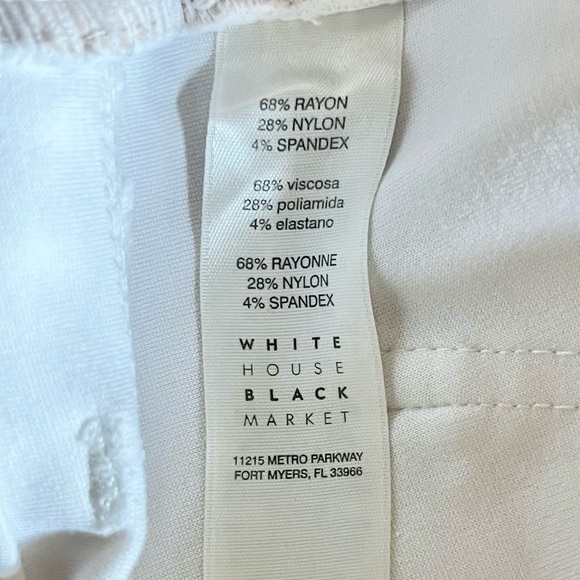 68% RAYON
28% NYLON
4% SPANDEX
68% viscosa
28% poliamida
4% elastano
68% RAYONNE
28% NYLON
4% SPANDEX
WHITE
HOUSE
BLACK
MARKET
11215 METRO PARKWAY
FORT MYERS, FL 33966